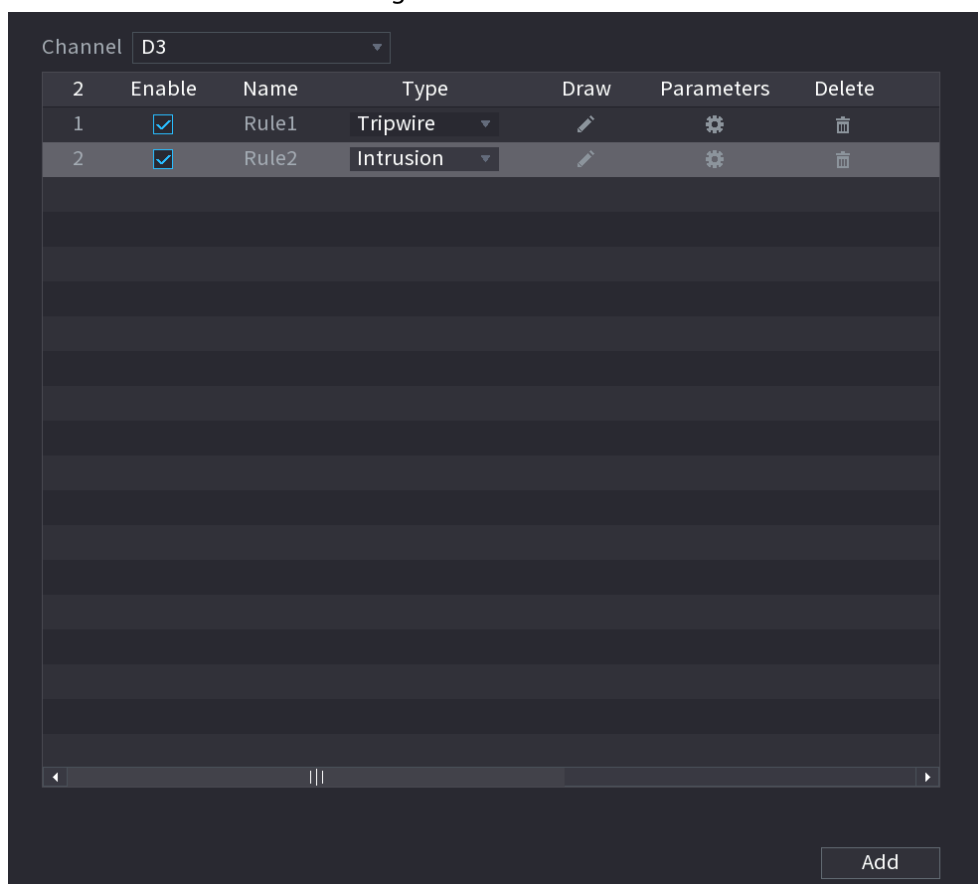 Channel D3
2 Enable Name Type Draw Parameters Delete
1 Rule1 Tripwire
2 Rule2 Intrusion
Add